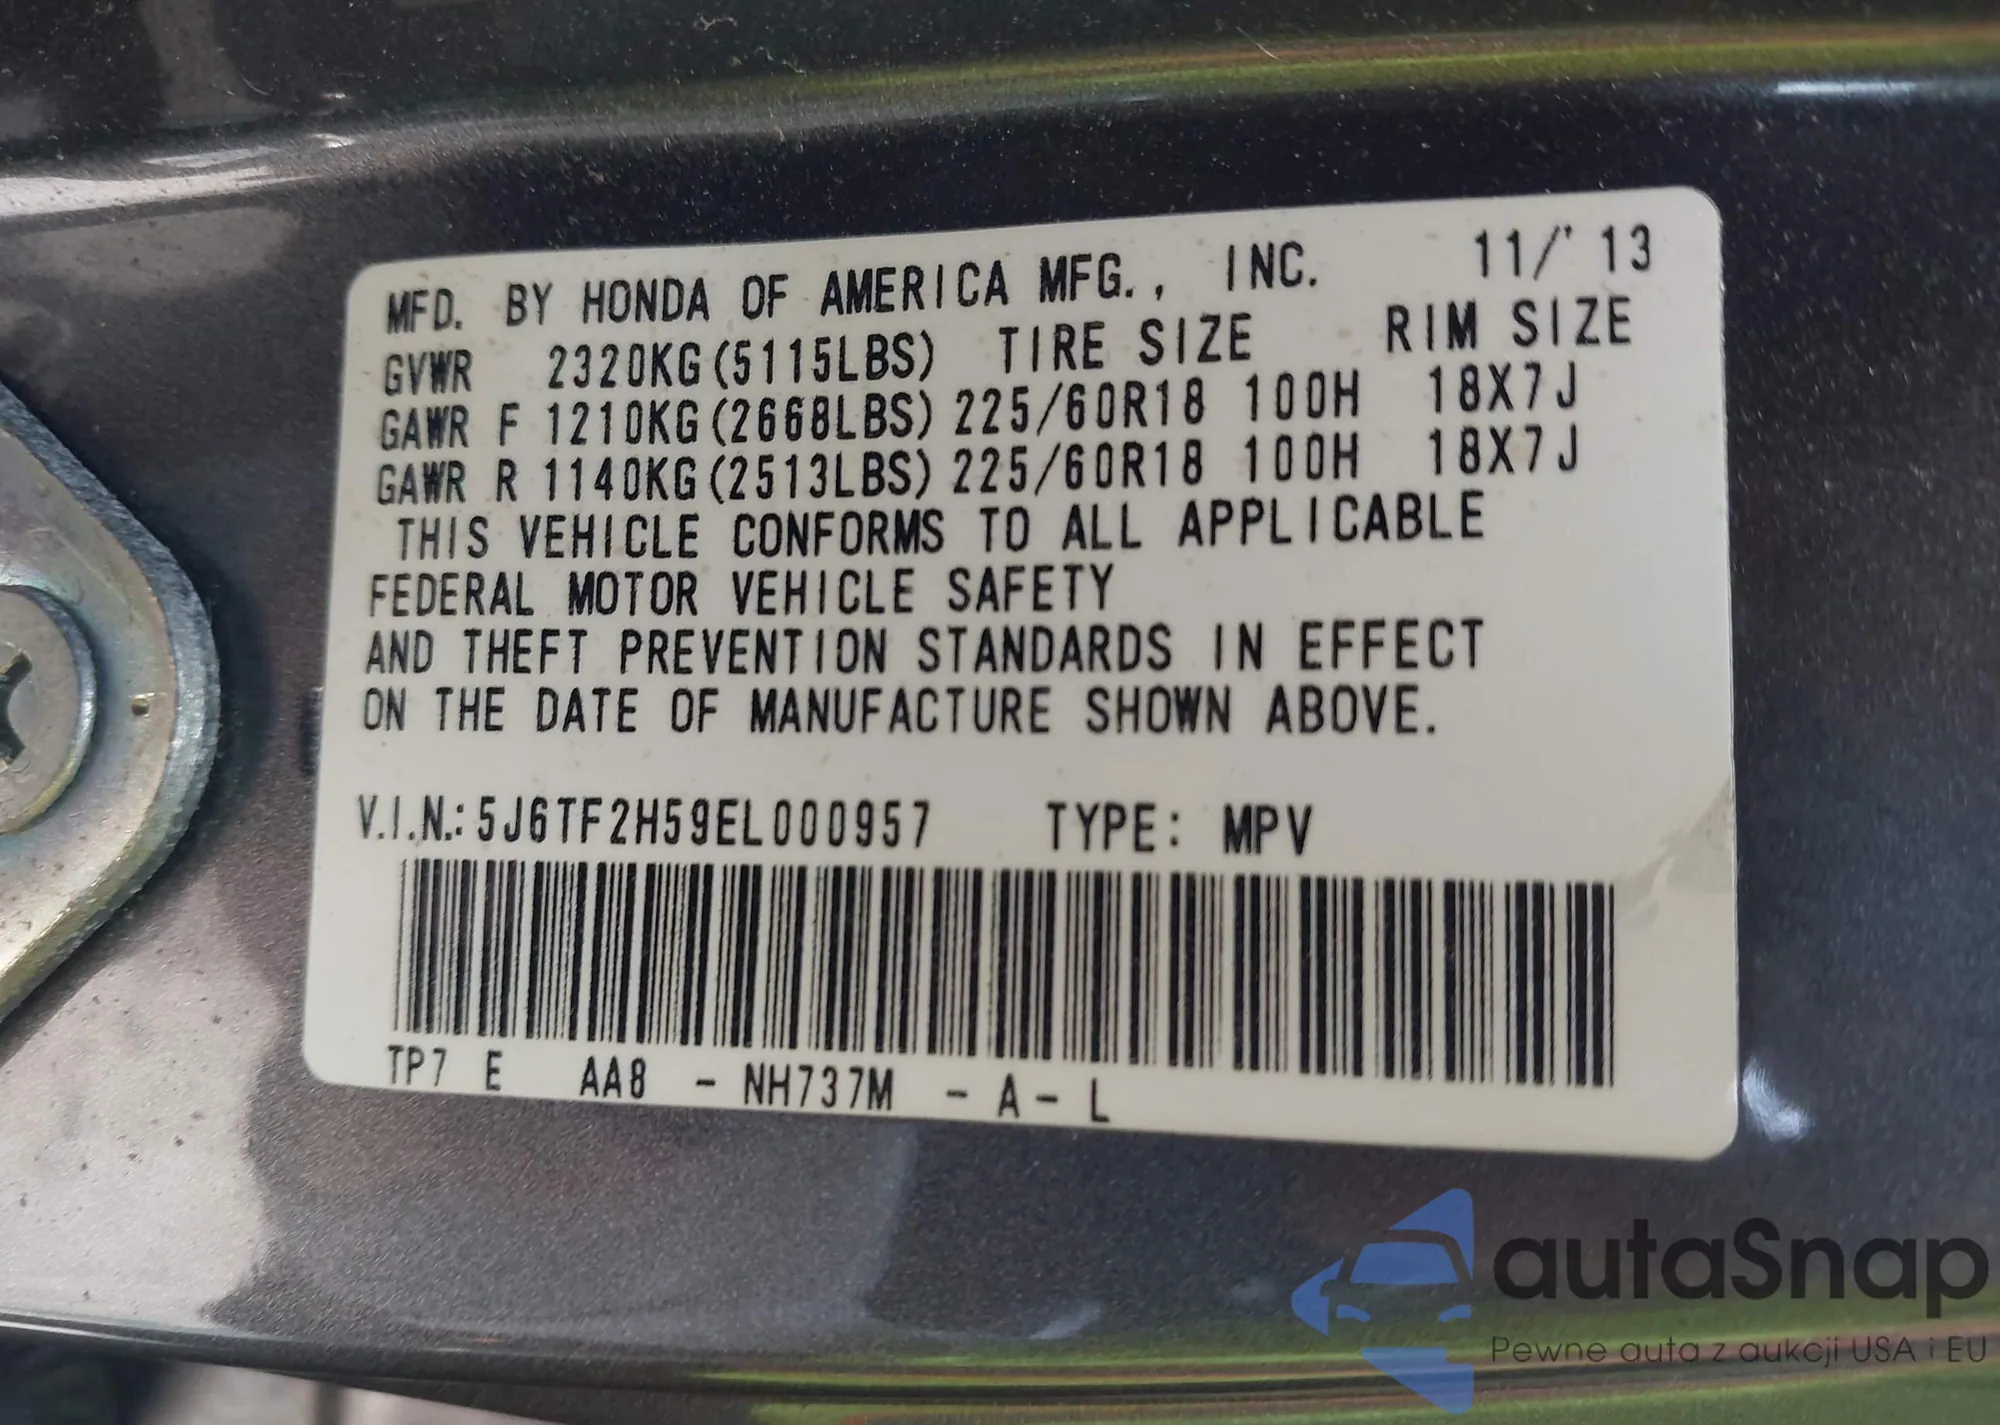 MFD. BY HONDA OF AMERICA MFG., INC. 11/'13
GVWR 2320KG(5115LBS) TIRE SIZE RIM SIZE
GAWR F 1210KG(2668LBS) 225/60R18 100H 18X7J
GAWR R 1140KG(2513LBS) 225/60R18 100H 18X7J
THIS VEHICLE CONFORMS TO ALL APPLICABLE
FEDERAL MOTOR VEHICLE SAFETY
AND THEFT PREVENTION STANDARDS IN EFFECT
ON THE DATE OF MANUFACTURE SHOWN ABOVE.
V.I.N.: 5J6TF2H59EL000957 TYPE: MPV
TP7 E AA8 - NH737M - A - L
autaSnap
Pewne auta z aukcji USA i EU